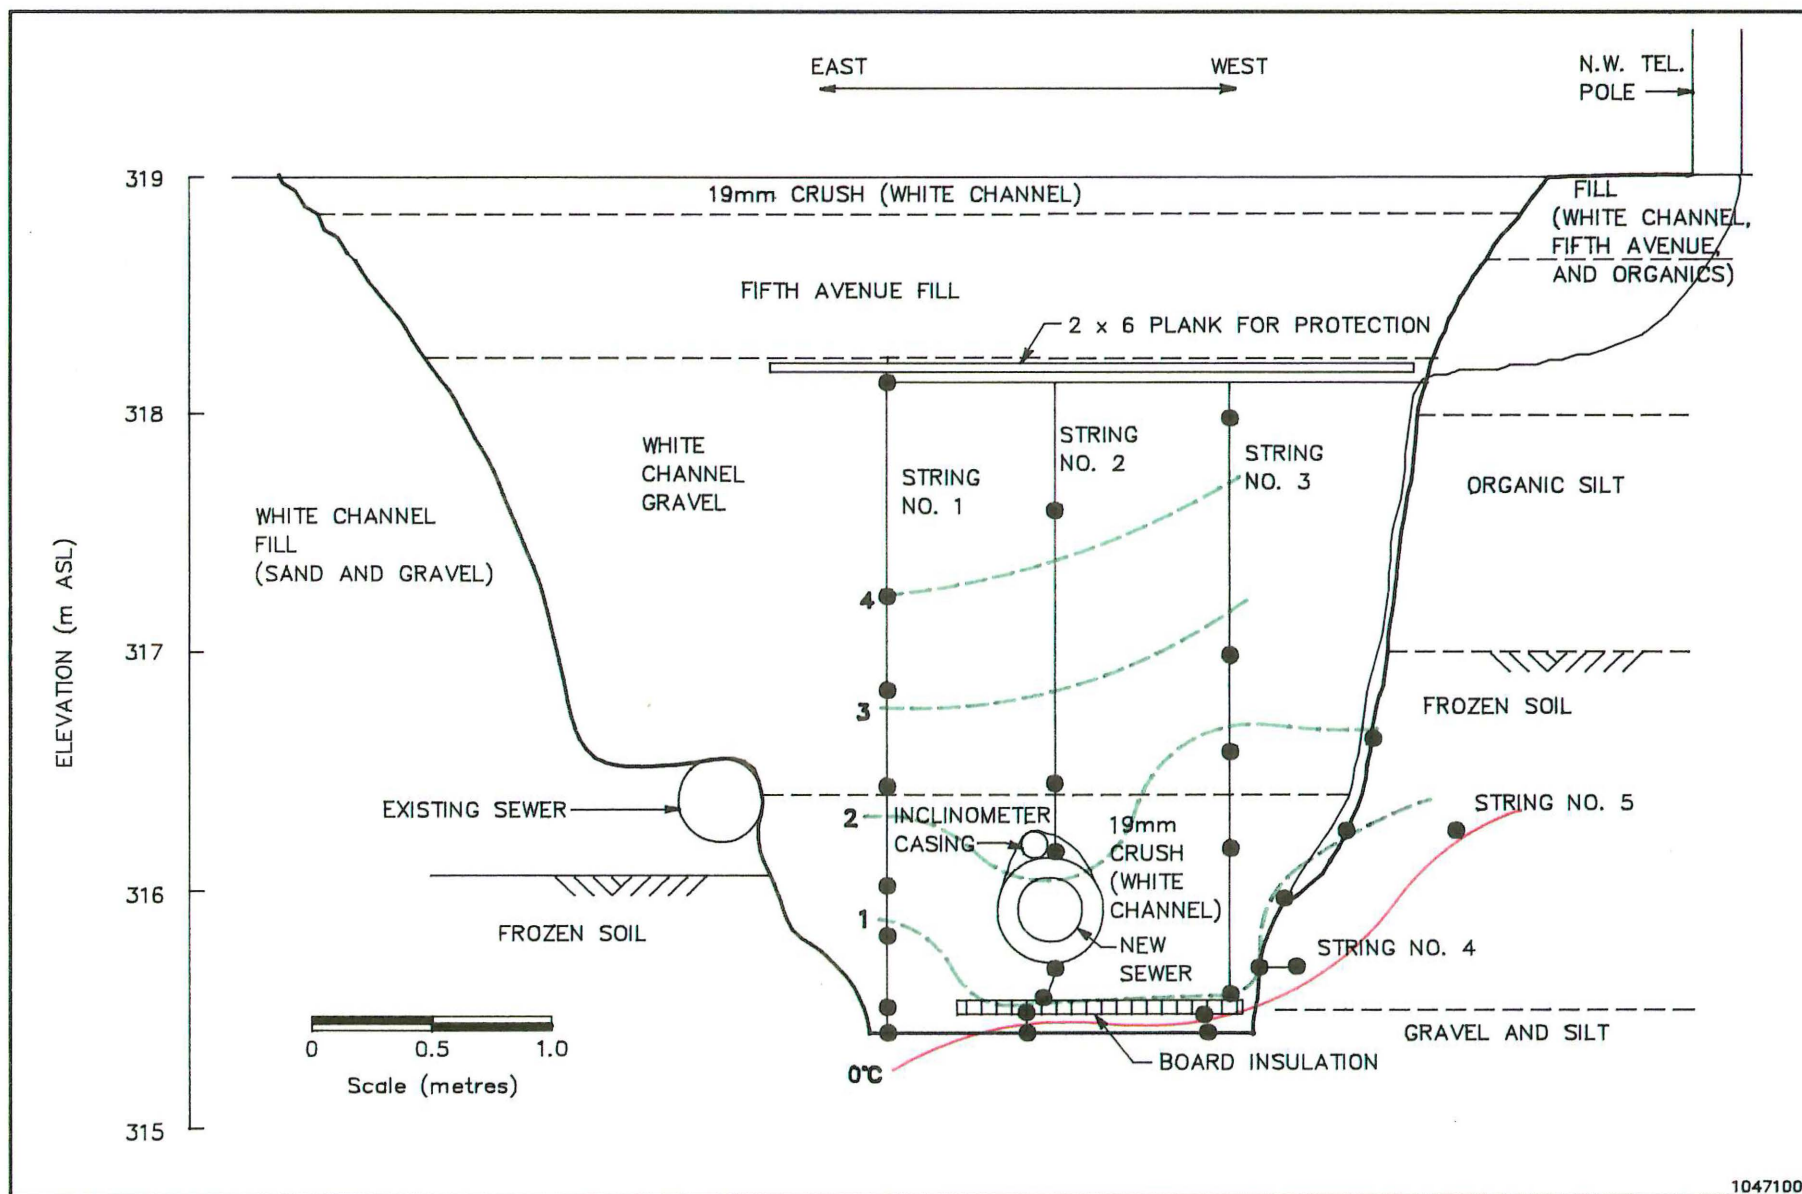 EAST
WEST
N.W. TEL.
POLE
319
19mm CRUSH (WHITE CHANNEL)
FILL
(WHITE CHANNEL,
FIFTH AVENUE,
AND ORGANICS)
FIFTH AVENUE FILL
2 x 6 PLANK FOR PROTECTION
318
WHITE
CHANNEL
GRAVEL
STRING
NO. 1
STRING
NO. 2
STRING
NO. 3
ORGANIC SILT
WHITE CHANNEL
FILL
(SAND AND GRAVEL)
ELEVATION (m ASL)
4
317
3
FROZEN SOIL
EXISTING SEWER
2
INCLINOMETER
CASING
19mm
CRUSH
(WHITE
CHANNEL)
STRING NO. 5
316
1
FROZEN SOIL
NEW
SEWER
STRING NO. 4
GRAVEL AND SILT
BOARD INSULATION
0°C
0
0.5
1.0
Scale (metres)
315
1047100